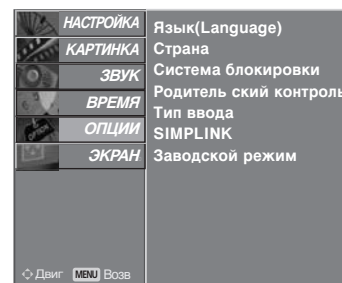 НАСТРОЙКА
КАРТИНКА
ЗВУК
ВРЕМЯ
ОПЦИИ
ЭКРАН
Язык(Language)
Страна
Система блокировки
Родитель ский контроль
Тип ввода
SIMPLINK
Заводской режим
Двиг MENU Возв